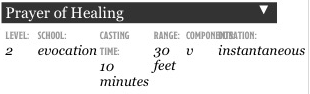 Prayer of Healing ▼
LEVEL: SCHOOL: CASTING TIME: RANGE: COMPONENTS: DURATION:
2 evocation 10 minutes 30 feet v instantaneous